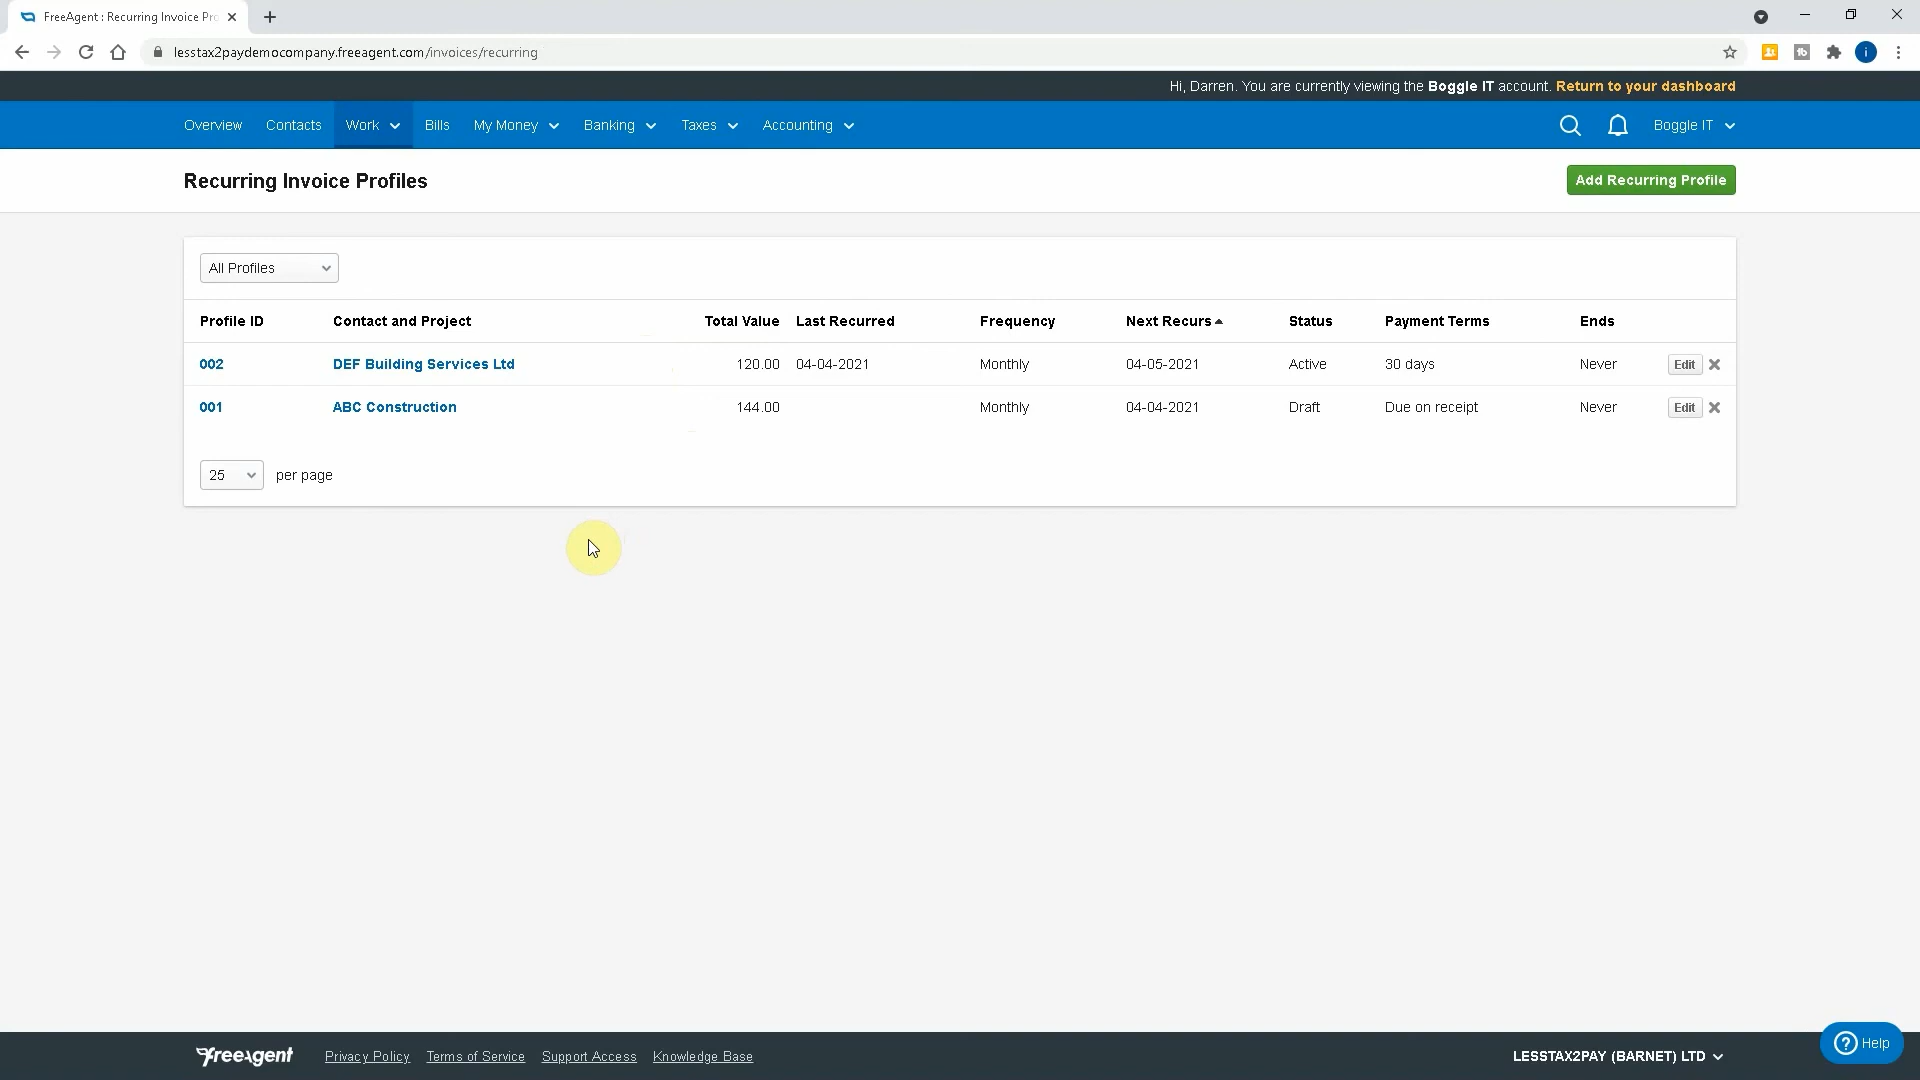 FreeAgent : Recurring Invoice Pro
lesstax2paydemocompany.freeagent.com/invoices/recurring
Hi, Darren. You are currently viewing the Boggle IT account. Return to your dashboard
Overview Contacts Work Bills My Money Banking Taxes Accounting Boggle IT
Recurring Invoice Profiles Add Recurring Profile
All Profiles
Profile ID Contact and Project Total Value Last Recurred Frequency Next Recurs Status Payment Terms Ends
002 DEF Building Services Ltd 120.00 04-04-2021 Monthly 04-05-2021 Active 30 days Never Edit
001 ABC Construction 144.00 Monthly 04-04-2021 Draft Due on receipt Never Edit
25 per page
freeagent Privacy Policy Terms of Service Support Access Knowledge Base LESSTAX2PAY (BARNET) LTD Help